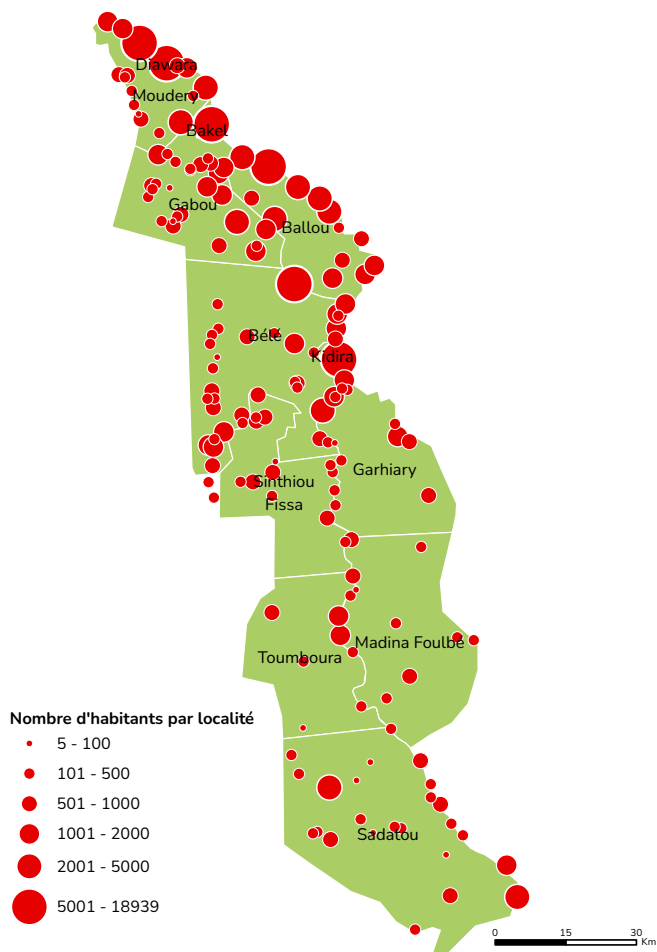 Diawara
Moudery
Bakel
Gabou
Ballou
Bélé
Kidira
Garhiary
Sinthiou
Fissa
Madina Foulbé
Toumboura
Nombre d'habitants par localité
5 - 100
101 - 500
501 - 1000
1001 - 2000
2001 - 5000
5001 - 18939
Sadatou
0 15 30
Km